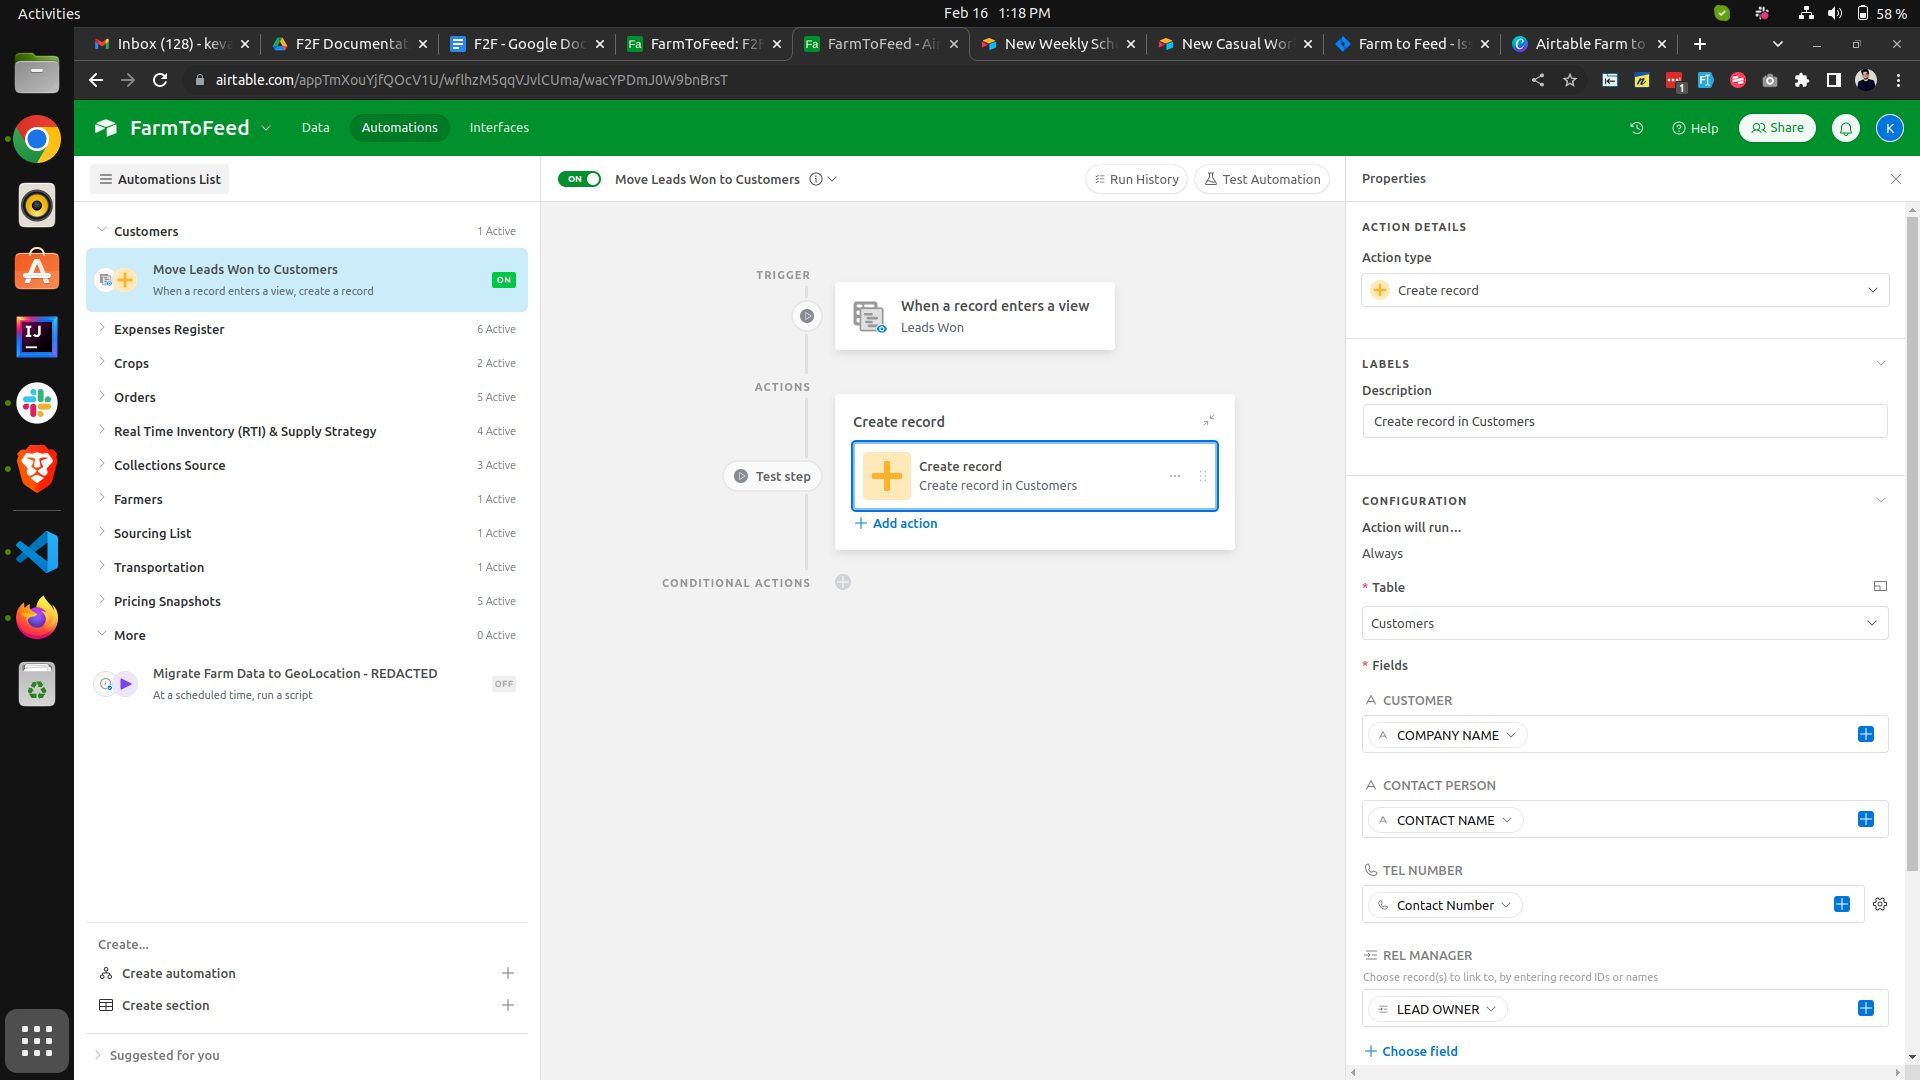 Activities
Feb 16 1:18 PM
58 %
Inbox (128) - keva
F2F Documentat
F2F - Google Doc
FarmToFeed: F2F
FarmToFeed - Air
New Weekly Sche
New Casual Work
Farm to Feed - Iss
Airtable Farm to
airtable.com/appTmXouYjfQOcV1U/wflhzM5qqVJvlCUma/wacYPDmJ0W9bnBrsT
1
FarmToFeed
Data
Automations
Interfaces
Help
Share
K
Automations List
ON
Move Leads Won to Customers
Run History
Test Automation
Properties
Customers
1 Active
Move Leads Won to Customers
When a record enters a view, create a record
ON
Expenses Register
6 Active
Crops
2 Active
Orders
5 Active
Real Time Inventory (RTI) & Supply Strategy
4 Active
Collections Source
3 Active
Farmers
1 Active
Sourcing List
1 Active
Transportation
1 Active
Pricing Snapshots
5 Active
More
0 Active
Migrate Farm Data to GeoLocation - REDACTED
At a scheduled time, run a script
OFF
Create...
Create automation
Create section
Suggested for you
TRIGGER
When a record enters a view
Leads Won
ACTIONS
Create record
Test step
Create record
Create record in Customers
Add action
CONDITIONAL ACTIONS
ACTION DETAILS
Action type
Create record
LABELS
Description
Create record in Customers
CONFIGURATION
Action will run...
Always
* Table
Customers
* Fields
CUSTOMER
COMPANY NAME
CONTACT PERSON
CONTACT NAME
TEL NUMBER
Contact Number
REL MANAGER
Choose record(s) to link to, by entering record IDs or names
LEAD OWNER
Choose field